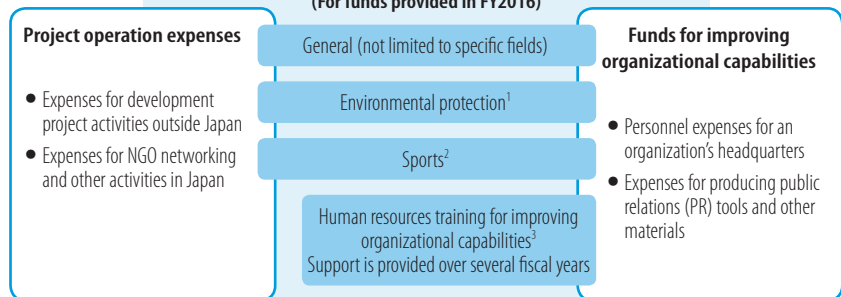 (For funds provided in FY2016)
Project operation expenses
● Expenses for development
project activities outside Japan
● Expenses for NGO networking
and other activities in Japan
General (not limited to specific fields)
Environmental protection¹
Sports²
Human resources training for improving
organizational capabilities³
Support is provided over several fiscal years
Funds for improving
organizational capabilities
● Personnel expenses for an
organization’s headquarters
● Expenses for producing public
relations (PR) tools and other
materials